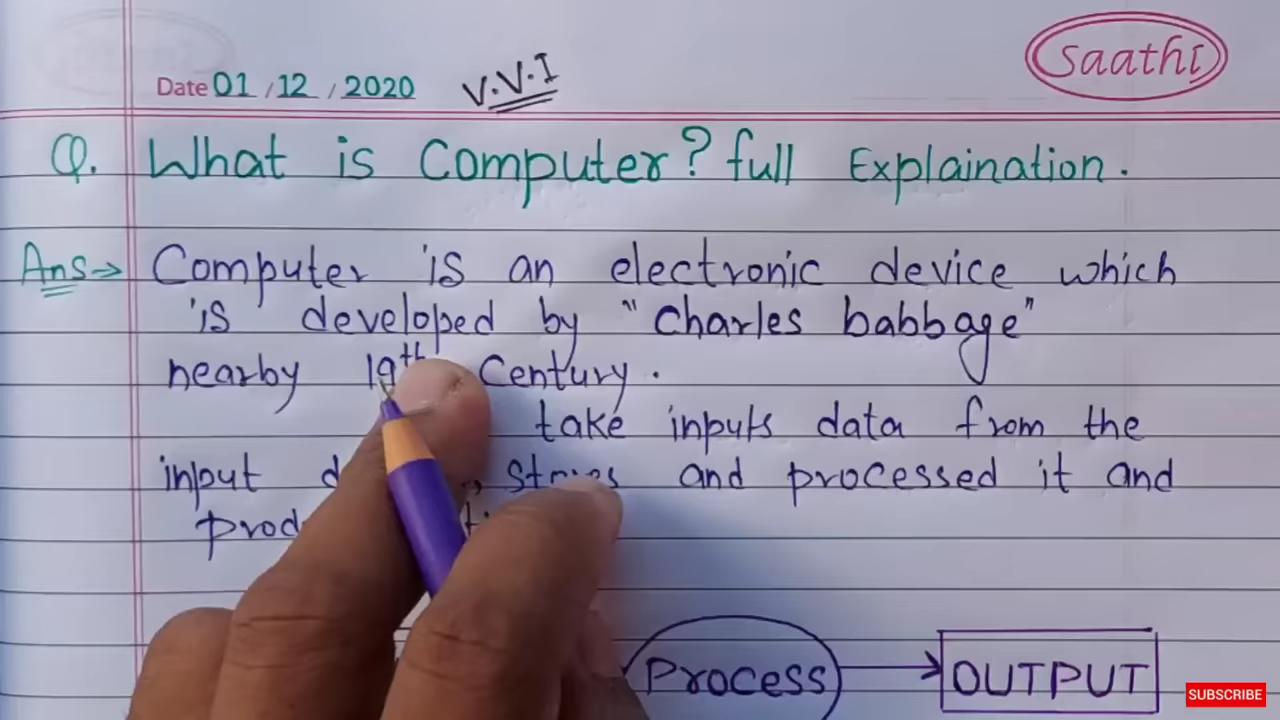 Saathi
Date 01 / 12 / 2020 V.V.I
Q. What is Computer? full Explaination.
Ans→ Computer is an electronic device which
is developed by "Charles babbage"
nearby 19th Century.
take inputs data from the
input and processed it and
Process → OUTPUT
SUBSCRIBE